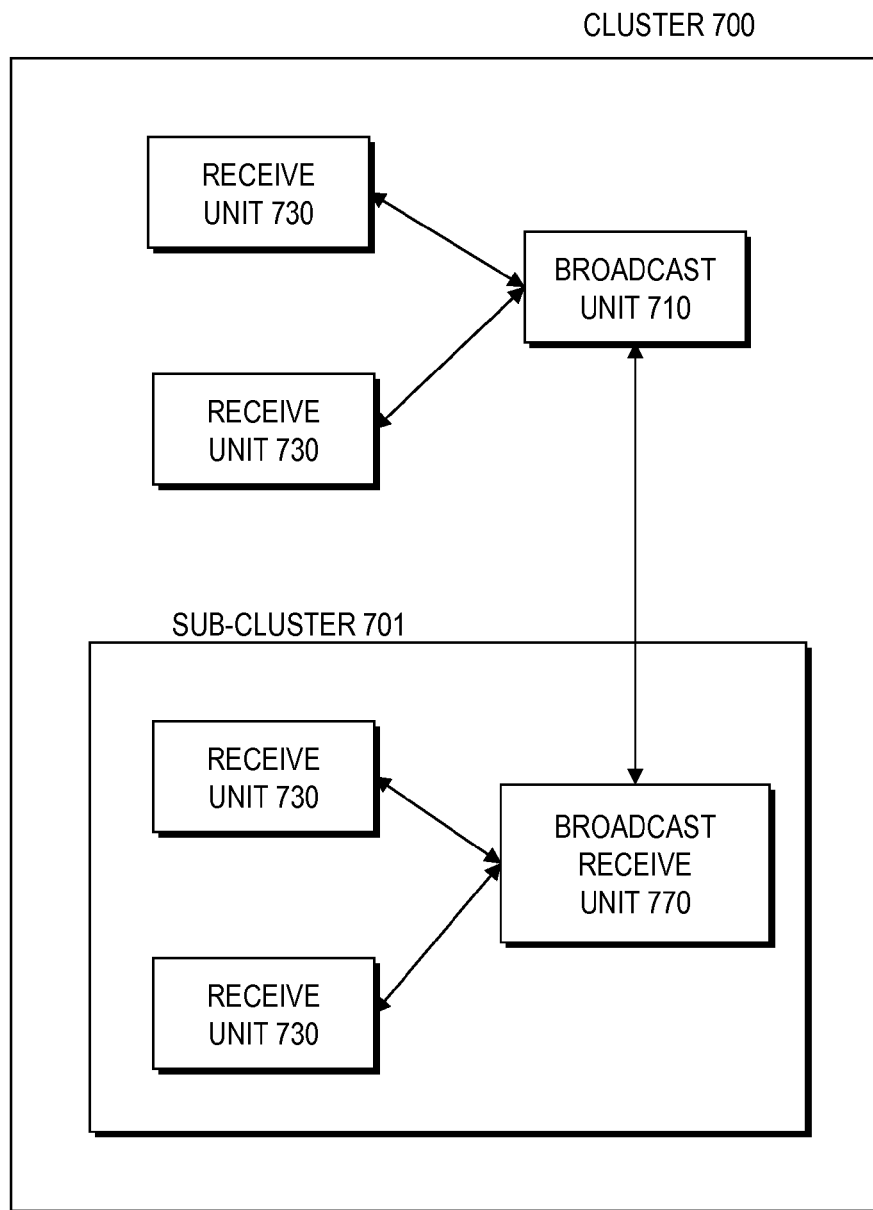 CLUSTER 700
RECEIVE
UNIT 730
BROADCAST
UNIT 710
RECEIVE
UNIT 730
SUB-CLUSTER 701
RECEIVE
UNIT 730
BROADCAST
RECEIVE
UNIT 770
RECEIVE
UNIT 730